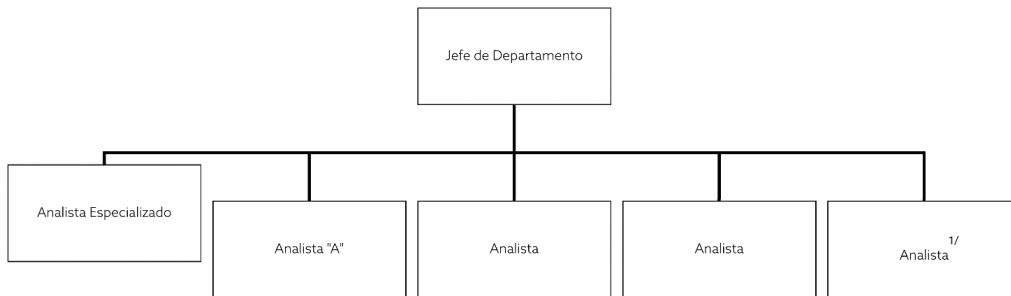 Jefe de Departamento
Analista Especializado
Analista "A"
Analista
Analista
Analista 1/